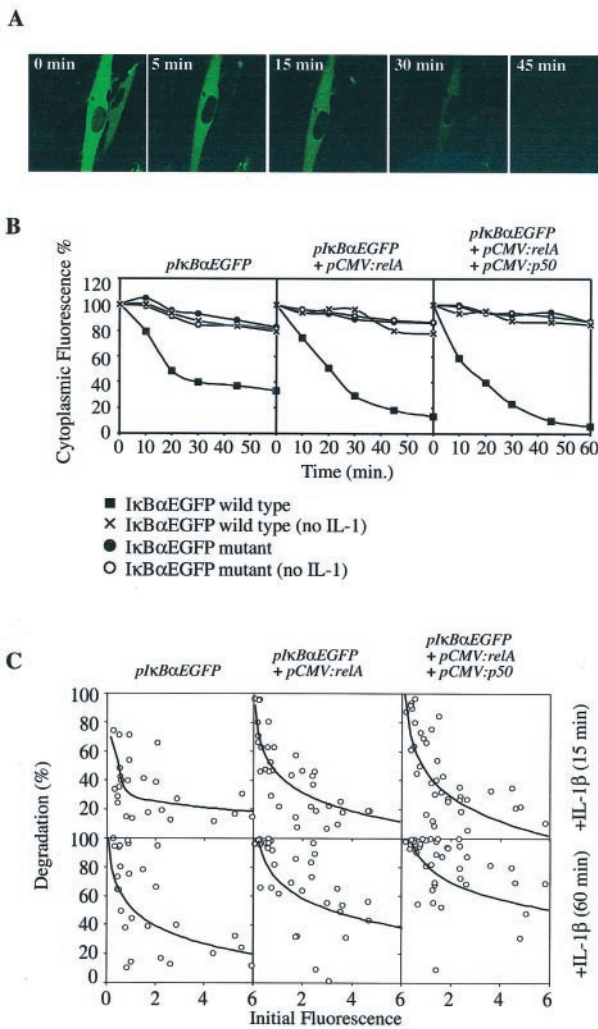 A
0 min 5 min 15 min 30 min 45 min
B
pIκBαEGFP
pIκBαEGFP
+ pCMV:relA
pIκBαEGFP
+ pCMV:relA
+ pCMV:p50
Cytoplasmic Fluorescence %
120
100
80
60
40
20
0
0 10 20 30 40 50 0 10 20 30 40 50 0 10 20 30 40 50 60
Time (min.)
IκBαEGFP wild type
IκBαEGFP wild type (no IL-1)
IκBαEGFP mutant
IκBαEGFP mutant (no IL-1)
C
pIκBαEGFP
pIκBαEGFP
+ pCMV:relA
pIκBαEGFP
+ pCMV:relA
+ pCMV:p50
Degradation (%)
100
80
60
40
20
100
80
60
40
20
0
+IL-1β (15 min)
+IL-1β (60 min)
0 2 4 6 2 4 6 2 4 6
Initial Fluorescence